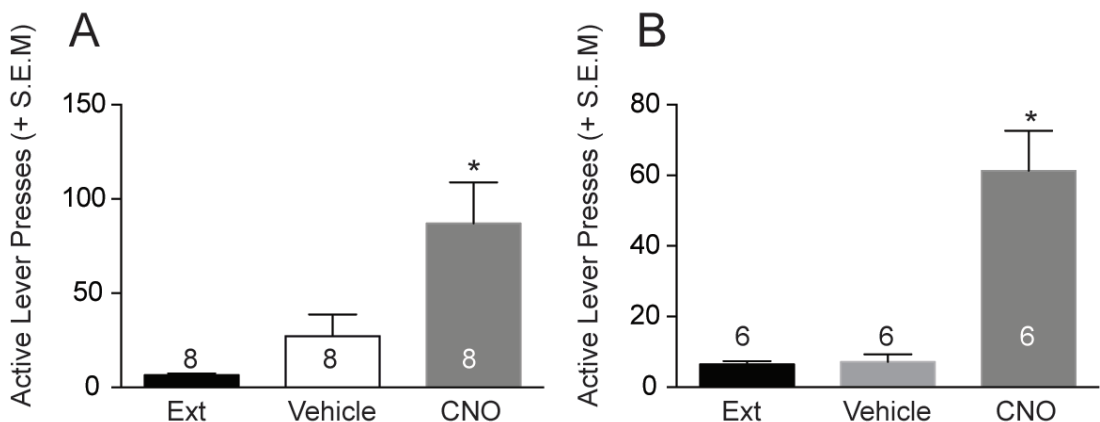 A
Active Lever Presses (+ S.E.M)
150
100
50
0
*
8
8
8
Ext
Vehicle
CNO
B
Active Lever Presses (+ S.E.M)
80
60
40
20
0
*
6
6
6
Ext
Vehicle
CNO